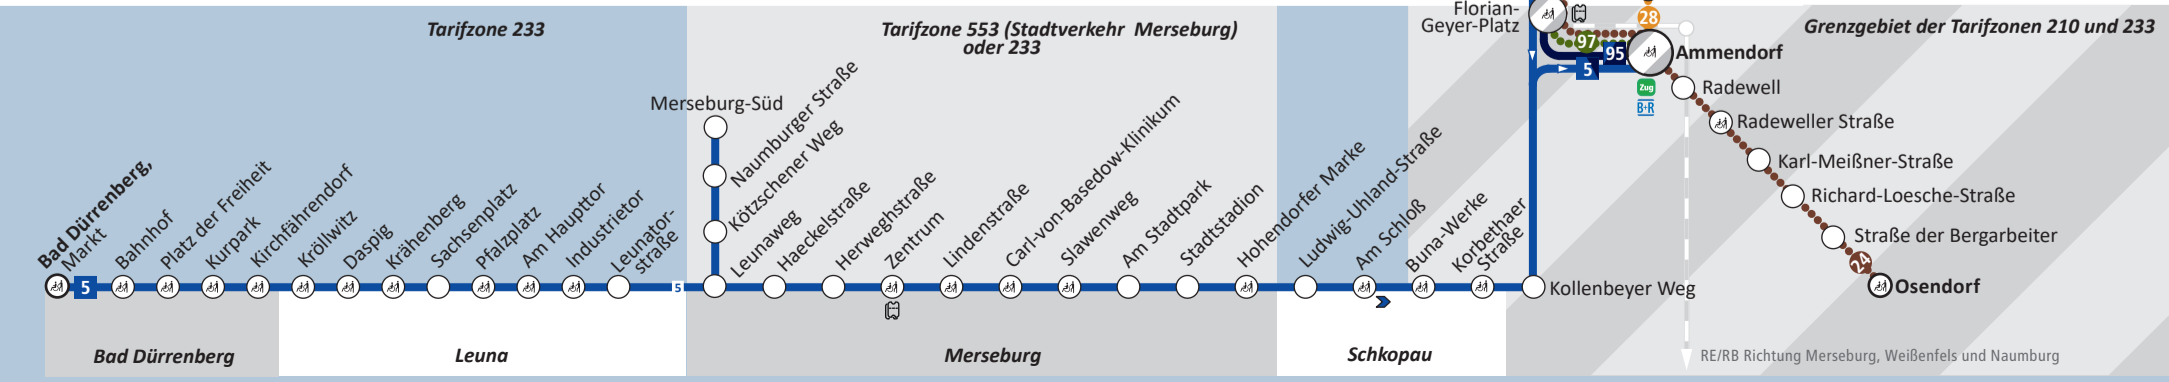 Tarifzone 233
Tarifzone 553 (Stadtverkehr Merseburg)
oder 233
Grenzgebiet der Tarifzonen 210 und 233
Florian-
Geyer-Platz
28
97
95
5
Ammendorf
Zug
B+R
Radewell
Radeweller Straße
Karl-Meißner-Straße
Richard-Loesche-Straße
Straße der Bergarbeiter
24
Osendorf
Merseburg-Süd
Naumburger Straße
Kötzschener Weg
Bad Dürrenberg,
Markt
5
Bahnhof
Platz der Freiheit
Kurpark
Kirchfährendorf
Kröllwitz
Daspig
Krähenberg
Sachsenplatz
Pfalzplatz
Am Haupttor
Industrietor
Leunator-
straße
5
Leunaweg
Haeckelstraße
Herweghstraße
Zentrum
Lindenstraße
Carl-von-Basedow-Klinikum
Slawenweg
Am Stadtpark
Stadtstadion
Hohendorfer Marke
Ludwig-Uhland-Straße
Am Schloß
Buna-Werke
Korbethaer
Straße
Kollenbeyer Weg
Bad Dürrenberg
Leuna
Merseburg
Schkopau
RE/RB Richtung Merseburg, Weißenfels und Naumburg